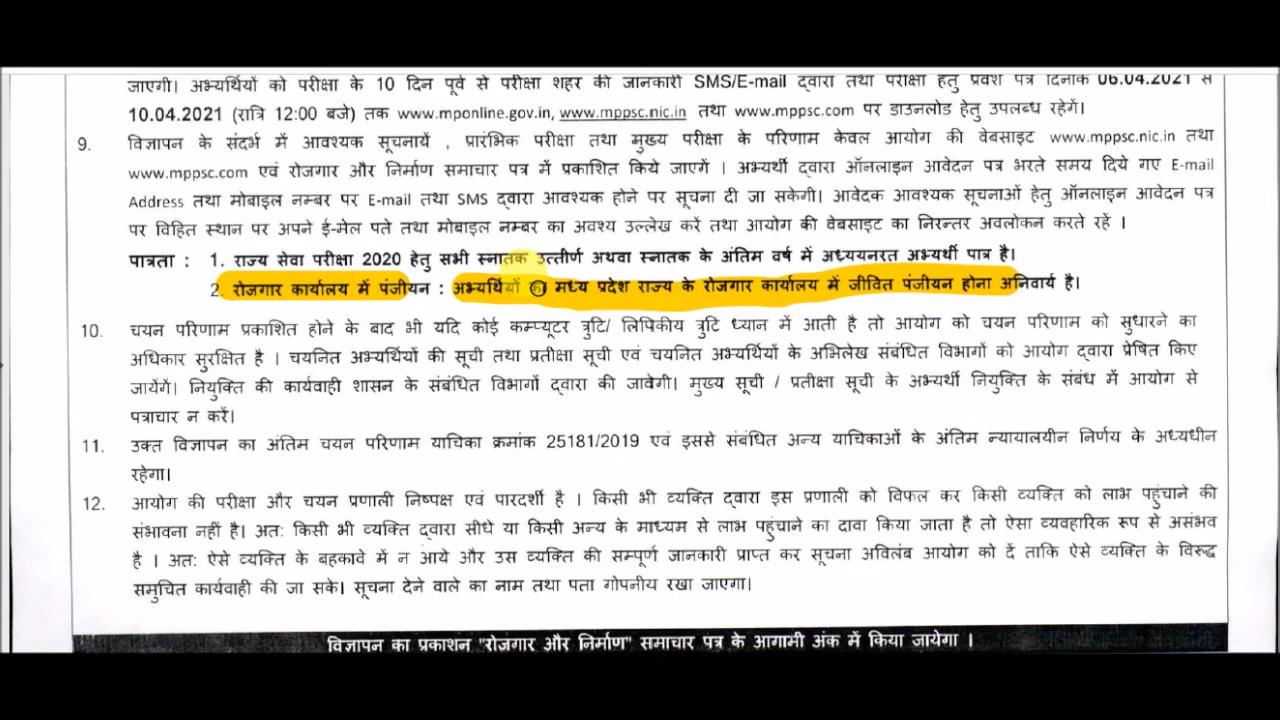 जाएगी। अभ्यर्थियों को परीक्षा के 10 दिन पूर्व से परीक्षा शहर की जानकारी SMS/E-mail द्वारा तथा परीक्षा हेतु प्रवेश पत्र दिनांक 06.04.2021 से
10.04.2021 (रात्रि 12:00 बजे) तक www.mponline.gov.in, www.mppsc.nic.in तथा www.mppsc.com पर डाउनलोड हेतु उपलब्ध रहेगें।
9. विज्ञापन के संदर्भ में आवश्यक सूचनायें , प्रारंभिक परीक्षा तथा मुख्य परीक्षा के परिणाम केवल आयोग की वेबसाइट www.mppsc.nic.in तथा
www.mppsc.com एवं रोजगार और निर्माण समाचार पत्र में प्रकाशित किये जाएगें । अभ्यर्थी द्वारा ऑनलाइन आवेदन पत्र भरते समय दिये गए E-mail
Address तथा मोबाइल नम्बर पर E-mail तथा SMS द्वारा आवश्यक होने पर सूचना दी जा सकेगी। आवेदक आवश्यक सूचनाओं हेतु ऑनलाइन आवेदन पत्र
पर विहित स्थान पर अपने ई-मेल पते तथा मोबाइल नम्बर का अवश्य उल्लेख करें तथा आयोग की वेबसाइट का निरन्तर अवलोकन करते रहें ।
पात्रता : 1. राज्य सेवा परीक्षा 2020 हेतु सभी स्नातक उत्तीर्ण अथवा स्नातक के अंतिम वर्ष में अध्ययनरत अभ्यर्थी पात्र है।
2. रोजगार कार्यालय में पंजीयन : अभ्यर्थियों का मध्य प्रदेश राज्य के रोजगार कार्यालय में जीवित पंजीयन होना अनिवार्य है।
10. चयन परिणाम प्रकाशित होने के बाद भी यदि कोई कम्प्यूटर त्रुटि/ लिपिकीय त्रुटि ध्यान में आती है तो आयोग को चयन परिणाम को सुधारने का
अधिकार सुरक्षित है । चयनित अभ्यर्थियों की सूची तथा प्रतीक्षा सूची एवं चयनित अभ्यर्थियों के अभिलेख संबंधित विभागों को आयोग द्वारा प्रेषित किए
जायेंगे। नियुक्ति की कार्यवाही शासन के संबंधित विभागों द्वारा की जावेगी। मुख्य सूची / प्रतीक्षा सूची के अभ्यर्थी नियुक्ति के संबंध में आयोग से
पत्राचार न करें।
11. उक्त विज्ञापन का अंतिम चयन परिणाम याचिका क्रमांक 25181/2019 एवं इससे संबंधित अन्य याचिकाओं के अंतिम न्यायालयीन निर्णय के अध्यधीन
रहेगा।
12. आयोग की परीक्षा और चयन प्रणाली निष्पक्ष एवं पारदर्शी है । किसी भी व्यक्ति द्वारा इस प्रणाली को विफल कर किसी व्यक्ति को लाभ पहुंचाने की
संभावना नहीं है। अत: किसी भी व्यक्ति द्वारा सीधे या किसी अन्य के माध्यम से लाभ पहुंचाने का दावा किया जाता है तो ऐसा व्यवहारिक रूप से असंभव
है । अत: ऐसे व्यक्ति के बहकावे में न आये और उस व्यक्ति की सम्पूर्ण जानकारी प्राप्त कर सूचना अविलंब आयोग को दें ताकि ऐसे व्यक्ति के विरूद्ध
समुचित कार्यवाही की जा सके। सूचना देने वाले का नाम तथा पता गोपनीय रखा जाएगा।
विज्ञापन का प्रकाशन "रोजगार और निर्माण" समाचार पत्र के आगामी अंक में किया जायेगा ।